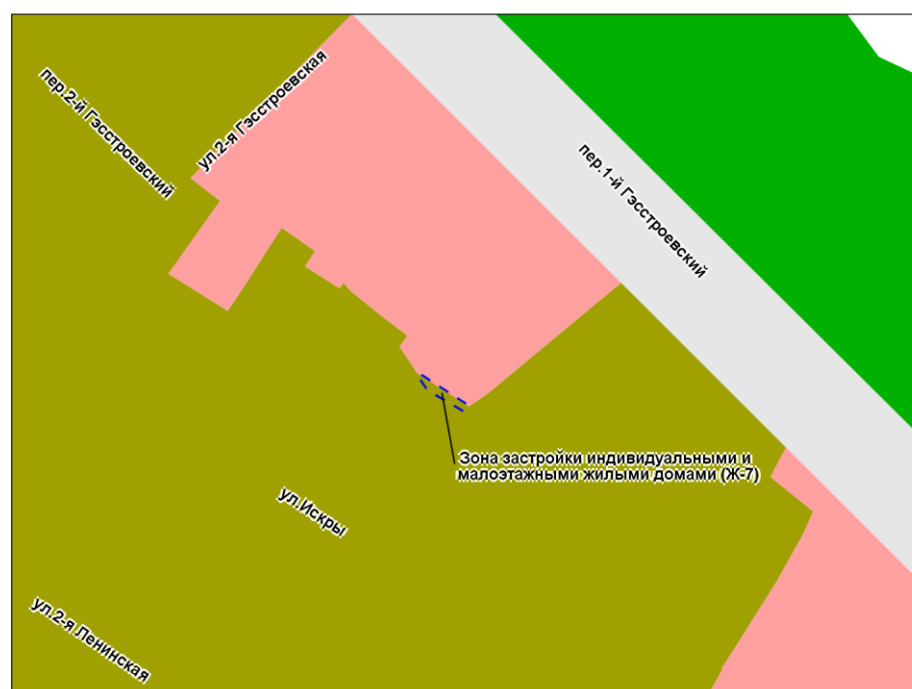 ул.2-я Гэсстроевская
пер.2-й Гэсстроевский
пер.1-й Гэсстроевский
Зона застройки индивидуальными и
малоэтажными жилыми домами (Ж-7)
ул.Искры
ул.2-я Ленинская